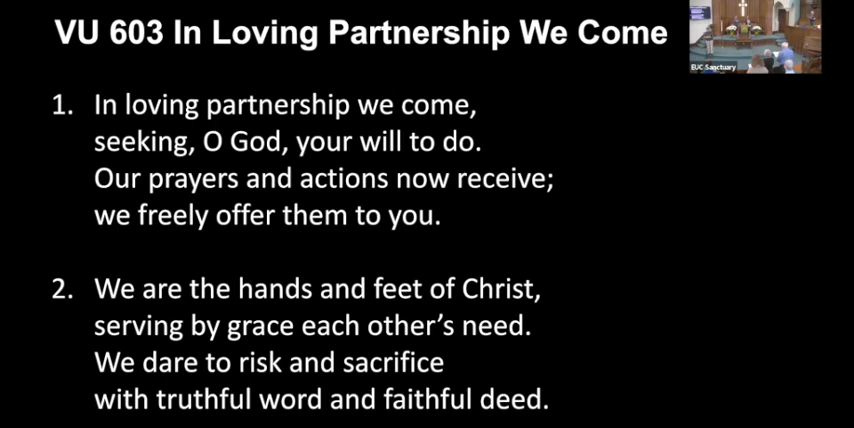 VU 603 In Loving Partnership We Come
EUC Sanctuary
1. In loving partnership we come,
seeking, O God, your will to do.
Our prayers and actions now receive;
we freely offer them to you.
2. We are the hands and feet of Christ,
serving by grace each other’s need.
We dare to risk and sacrifice
with truthful word and faithful deed.